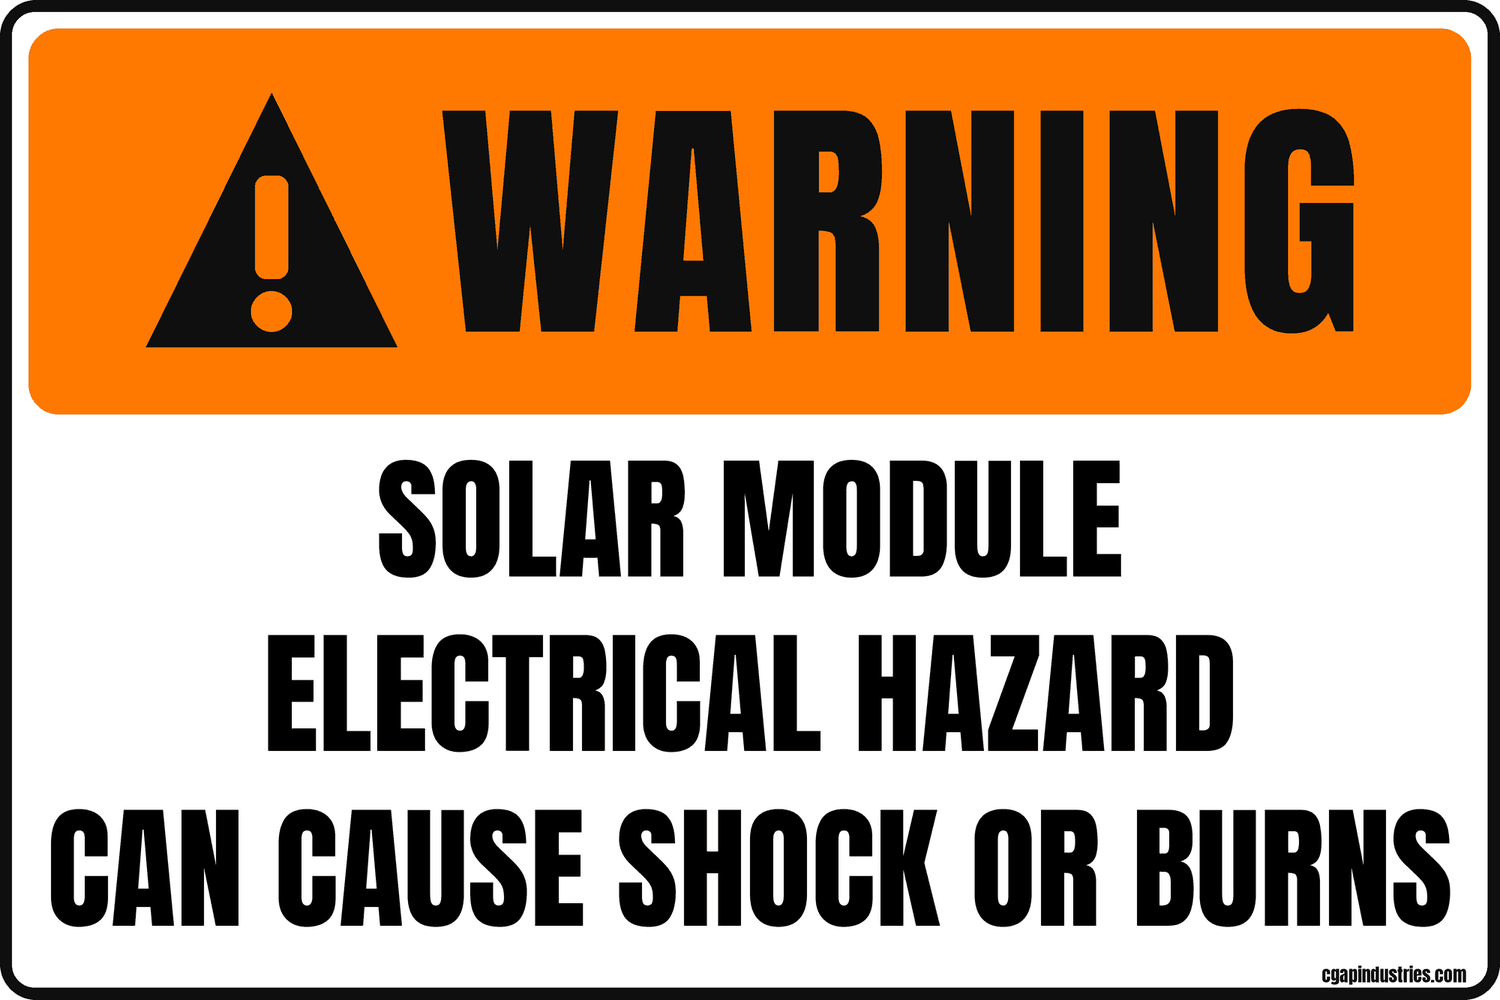 WARNING
SOLAR MODULE
ELECTRICAL HAZARD
CAN CAUSE SHOCK OR BURNS
cgapindustries.com